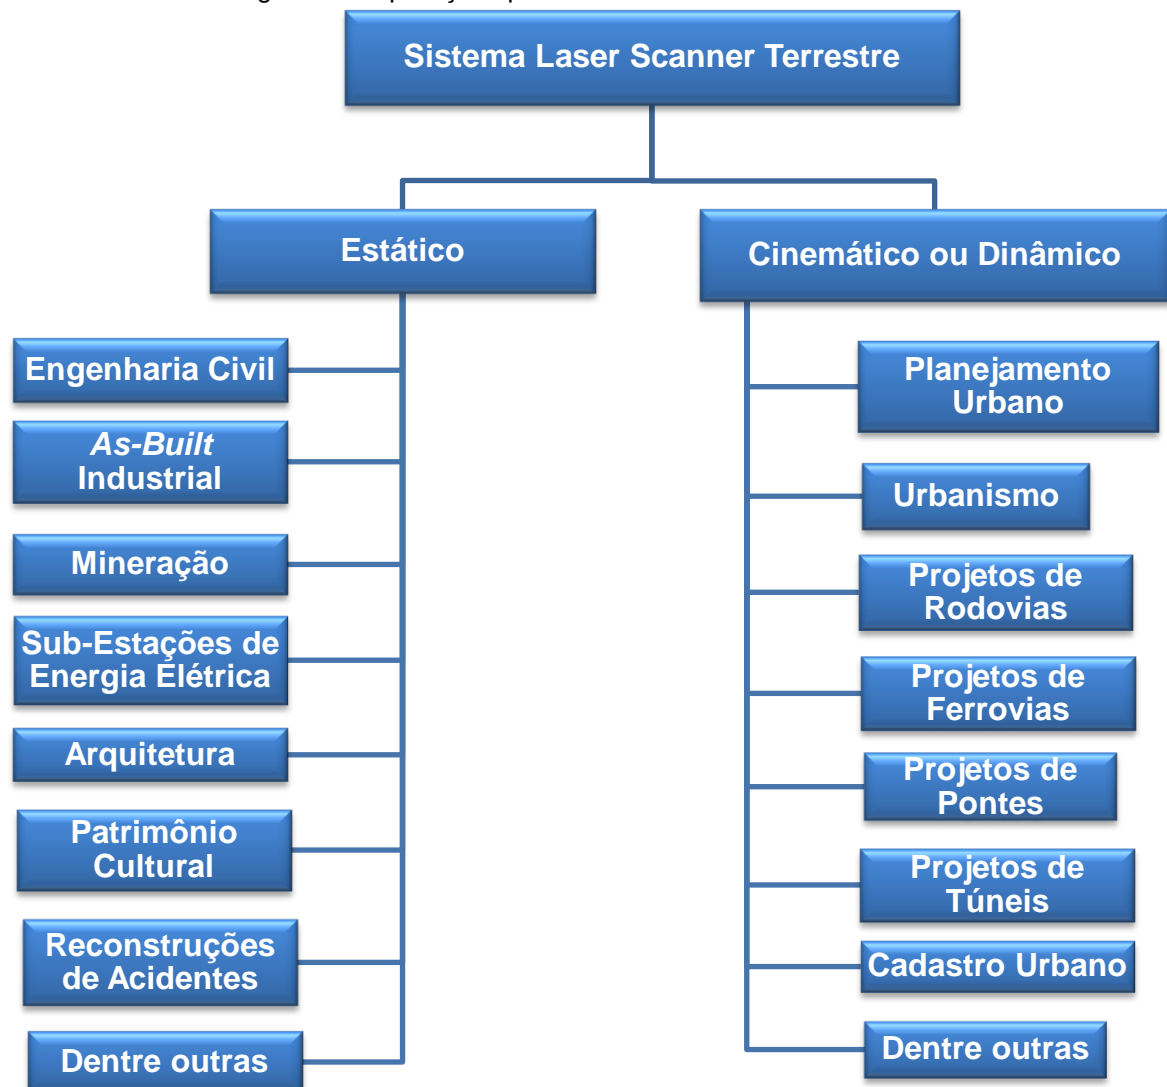 Sistema Laser Scanner Terrestre
Estático
Cinemático ou Dinâmico
Engenharia Civil
As-Built
Industrial
Mineração
Sub-Estações de
Energia Elétrica
Arquitetura
Patrimônio
Cultural
Reconstruções
de Acidentes
Dentre outras
Planejamento
Urbano
Urbanismo
Projetos de
Rodovias
Projetos de
Ferrovias
Projetos de
Pontes
Projetos de
Túneis
Cadastro Urbano
Dentre outras